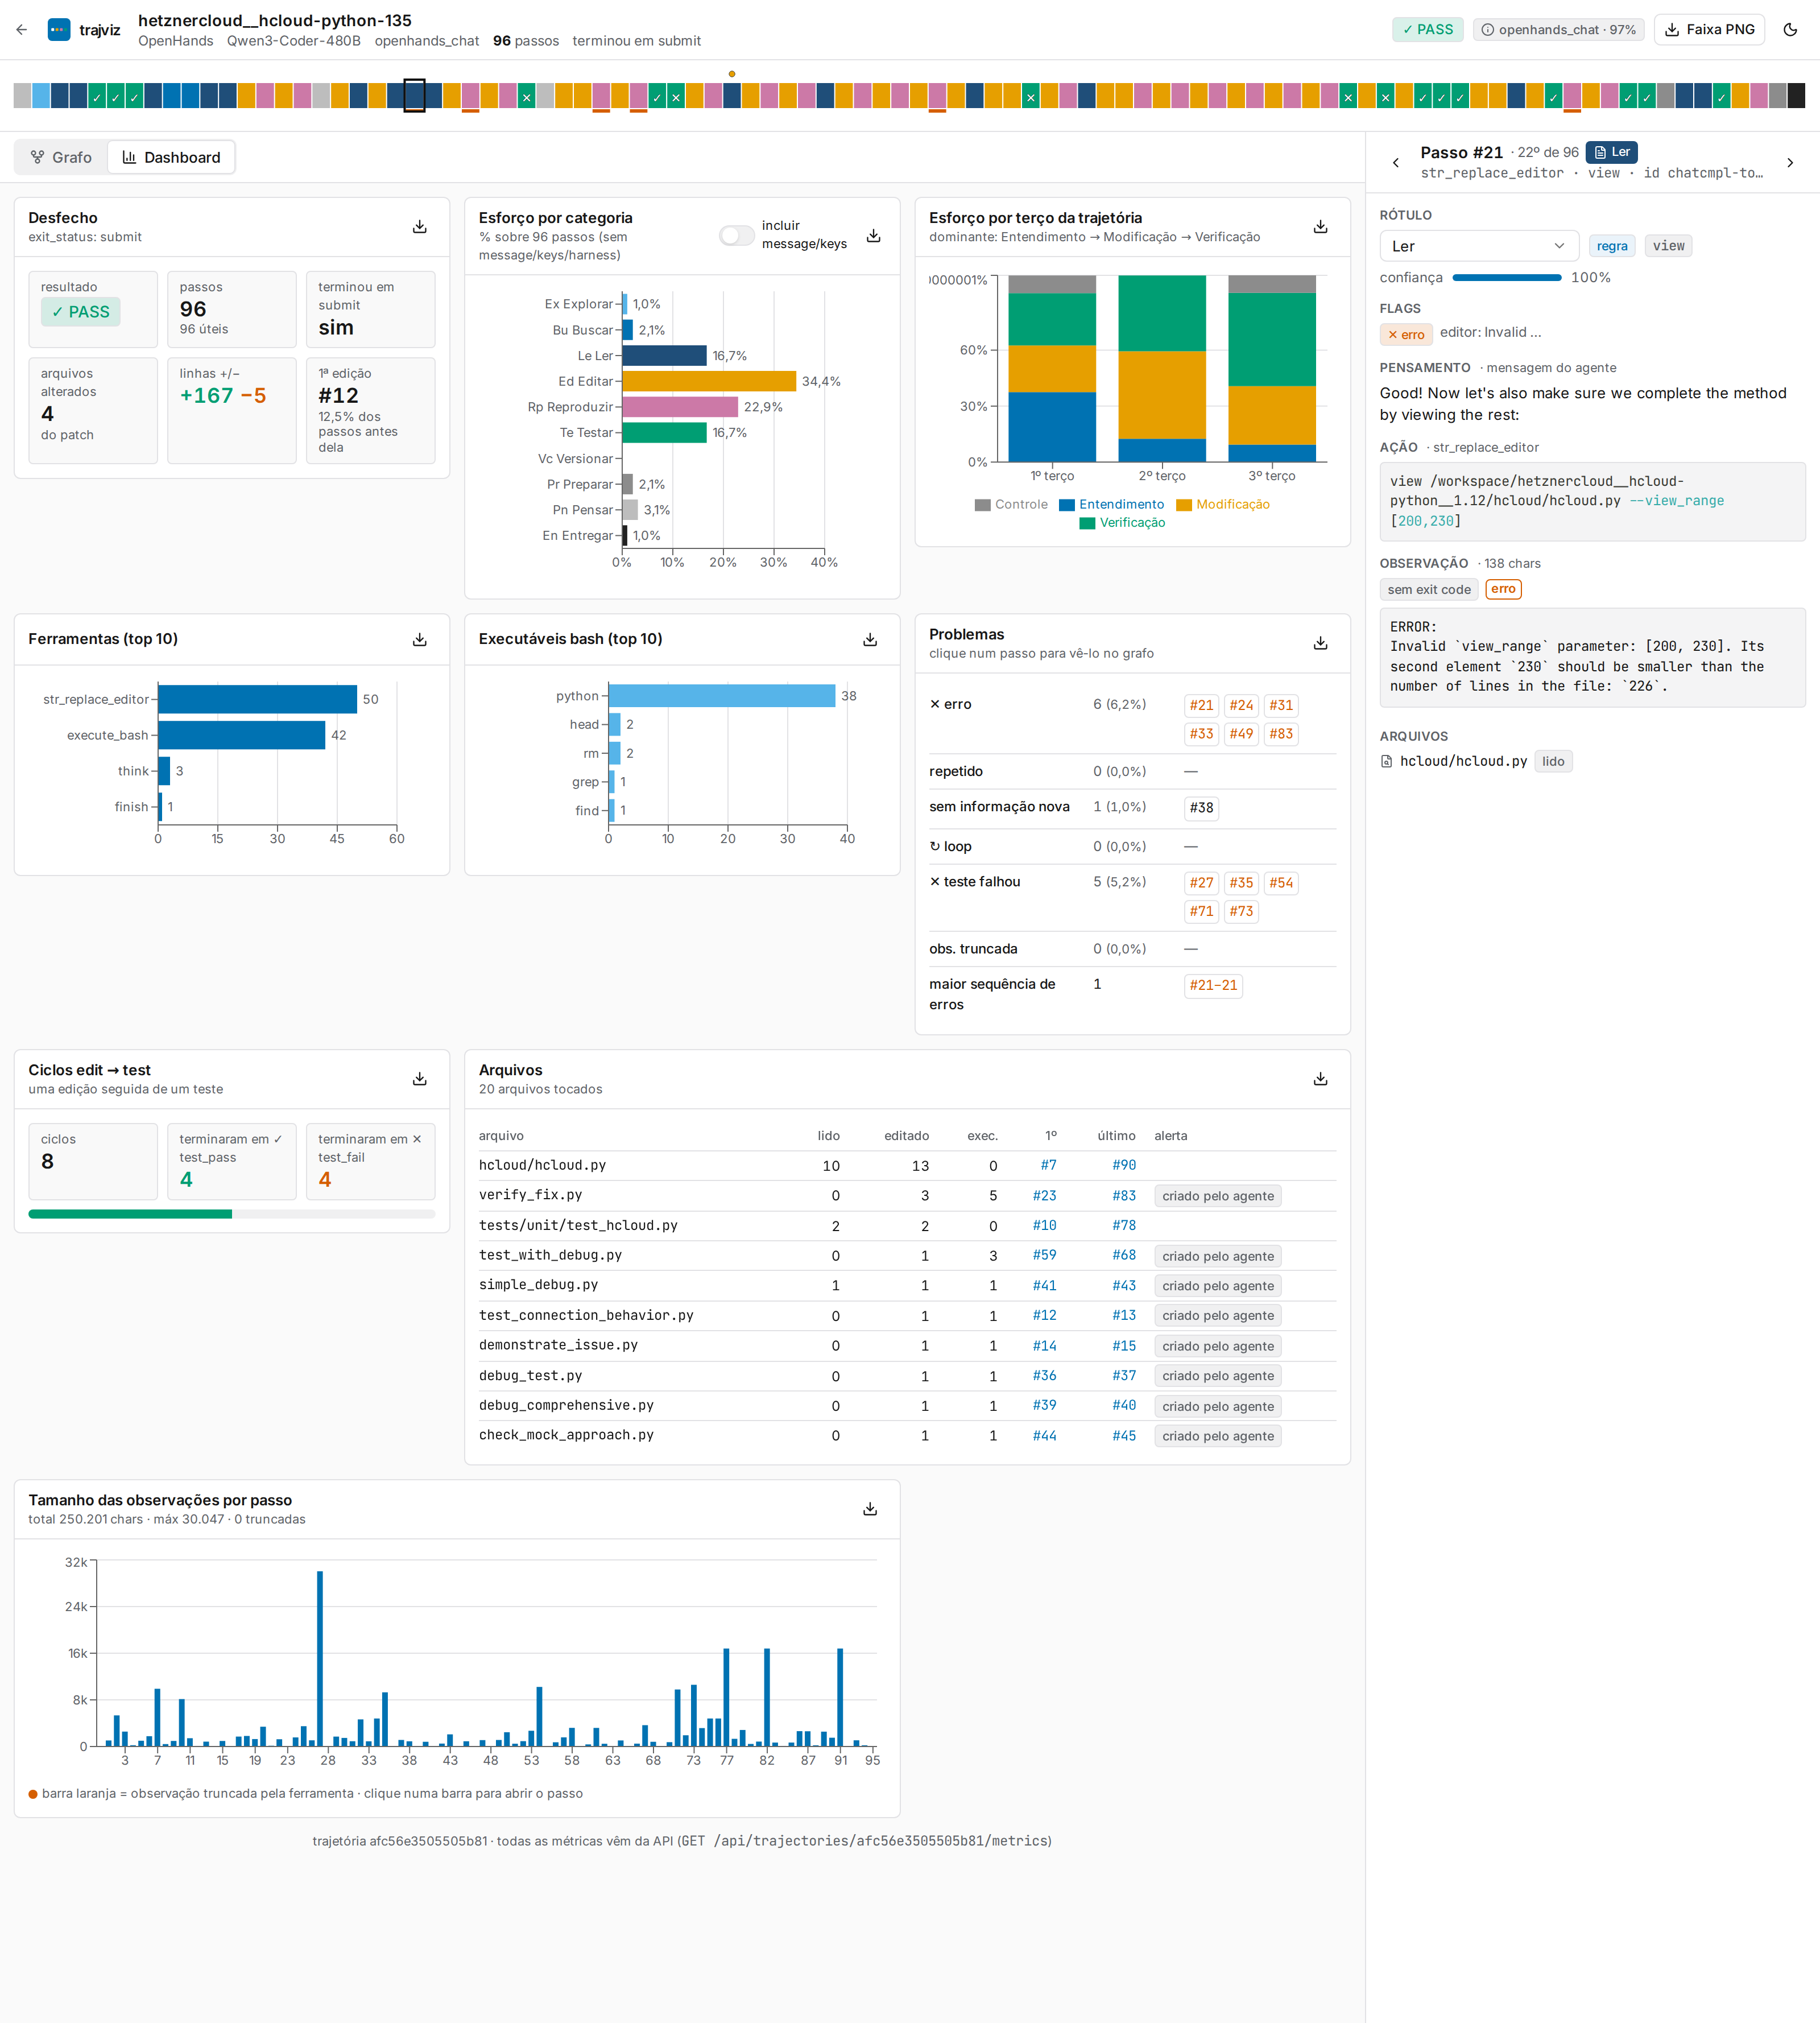 hetznercloud__hcloud-python-135
trajviz
OpenHands Qwen3-Coder-480B openhands_chat 96 passos terminou em submit
✓ PASS
openhands_chat · 97%
Faixa PNG
Grafo
Dashboard
Desfecho
exit_status: submit
resultado
✓ PASS
passos
96
96 úteis
terminou em
submit
sim
arquivos
alterados
4
do patch
linhas +/−
+167 −5
1ª edição
#12
12,5% dos
passos antes
dela
Esforço por categoria
% sobre 96 passos (sem
message/keys/harness)
incluir
message/keys
Ex Explorar 1,0%
Bu Buscar 2,1%
Le Ler 16,7%
Ed Editar 34,4%
Rp Reproduzir 22,9%
Te Testar 16,7%
Vc Versionar
Pr Preparar 2,1%
Pn Pensar 3,1%
En Entregar 1,0%
0% 10% 20% 30% 40%
Esforço por terço da trajetória
dominante: Entendimento → Modificação → Verificação
000001%
60%
30%
0%
1º terço 2º terço 3º terço
Controle Entendimento Modificação
Verificação
Ferramentas (top 10)
str_replace_editor 50
execute_bash 42
think 3
finish 1
0 15 30 45 60
Executáveis bash (top 10)
python 38
head 2
rm 2
grep 1
find 1
0 10 20 30 40
Problemas
clique num passo para vê-lo no grafo
✕ erro 6 (6,2%) #21 #24 #31
#33 #49 #83
repetido 0 (0,0%) —
sem informação nova 1 (1,0%) #38
↻ loop 0 (0,0%) —
✕ teste falhou 5 (5,2%) #27 #35 #54
#71 #73
obs. truncada 0 (0,0%) —
maior sequência de
erros
1 #21–21
Ciclos edit → test
uma edição seguida de um teste
ciclos
8
terminaram em ✓
test_pass
4
terminaram em ✕
test_fail
4
Arquivos
20 arquivos tocados
arquivo lido editado exec. 1º último alerta
hcloud/hcloud.py 10 13 0 #7 #90
verify_fix.py 0 3 5 #23 #83 criado pelo agente
tests/unit/test_hcloud.py 2 2 0 #10 #78
test_with_debug.py 0 1 3 #59 #68 criado pelo agente
simple_debug.py 1 1 1 #41 #43 criado pelo agente
test_connection_behavior.py 0 1 1 #12 #13 criado pelo agente
demonstrate_issue.py 0 1 1 #14 #15 criado pelo agente
debug_test.py 0 1 1 #36 #37 criado pelo agente
debug_comprehensive.py 0 1 1 #39 #40 criado pelo agente
check_mock_approach.py 0 1 1 #44 #45 criado pelo agente
Tamanho das observações por passo
total 250.201 chars · máx 30.047 · 0 truncadas
32k
24k
16k
8k
0
3 7 11 15 19 23 28 33 38 43 48 53 58 63 68 73 77 82 87 91 95
barra laranja = observação truncada pela ferramenta · clique numa barra para abrir o passo
trajetória afc56e3505505b81 · todas as métricas vêm da API (GET /api/trajectories/afc56e3505505b81/metrics)
Passo #21 · 22º de 96 Ler
str_replace_editor · view · id chatcmpl-to…
RÓTULO
Ler regra view
confiança 100%
FLAGS
✕ erro editor: Invalid ...
PENSAMENTO · mensagem do agente
Good! Now let's also make sure we complete the method
by viewing the rest:
AÇÃO · str_replace_editor
view /workspace/hetznercloud__hcloud-
python__1.12/hcloud/hcloud.py --view_range
[200,230]
OBSERVAÇÃO · 138 chars
sem exit code erro
ERROR:
Invalid `view_range` parameter: [200, 230]. Its
second element `230` should be smaller than the
number of lines in the file: `226`.
ARQUIVOS
hcloud/hcloud.py lido